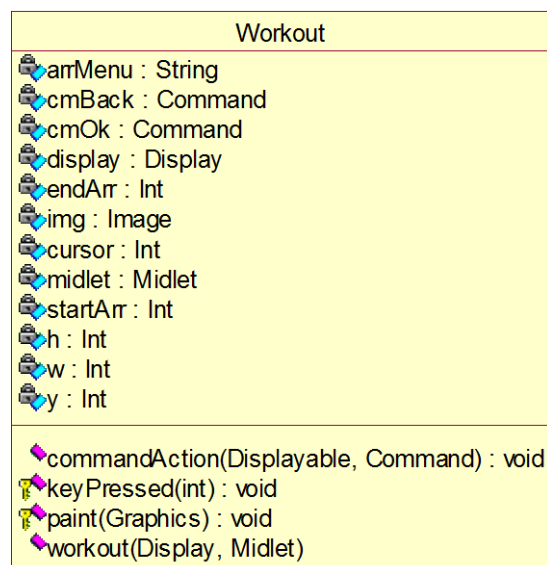 Workout
arrMenu : String
cmBack : Command
cmOk : Command
display : Display
endArr : Int
img : Image
cursor : Int
midlet : Midlet
startArr : Int
h : Int
w : Int
y : Int
commandAction(Displayable, Command) : void
keyPressed(int) : void
paint(Graphics) : void
workout(Display, Midlet)